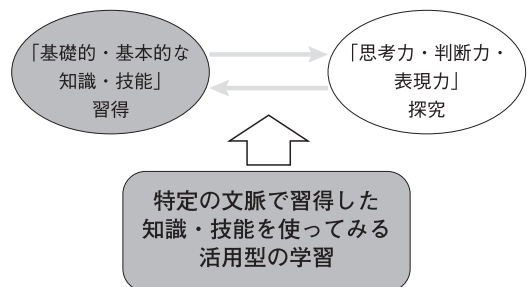 「基礎的・基本的な
知識・技能」
習得
「思考力・判断力・
表現力」
探究
特定の文脈で習得した
知識・技能を使ってみる
活用型の学習